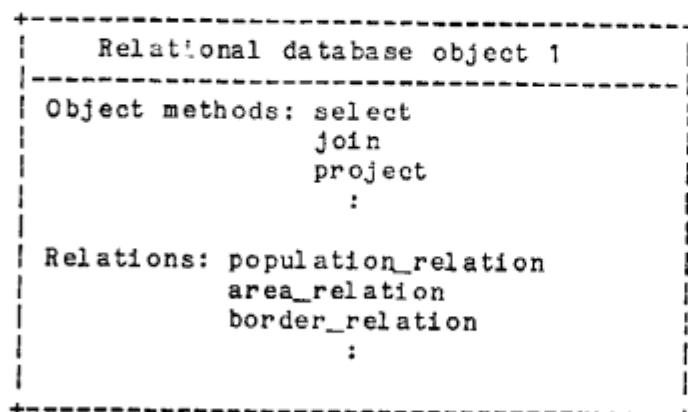 Relational database object 1
Object methods: select
join
project
:
Relations: population_relation
area_relation
border_relation
: